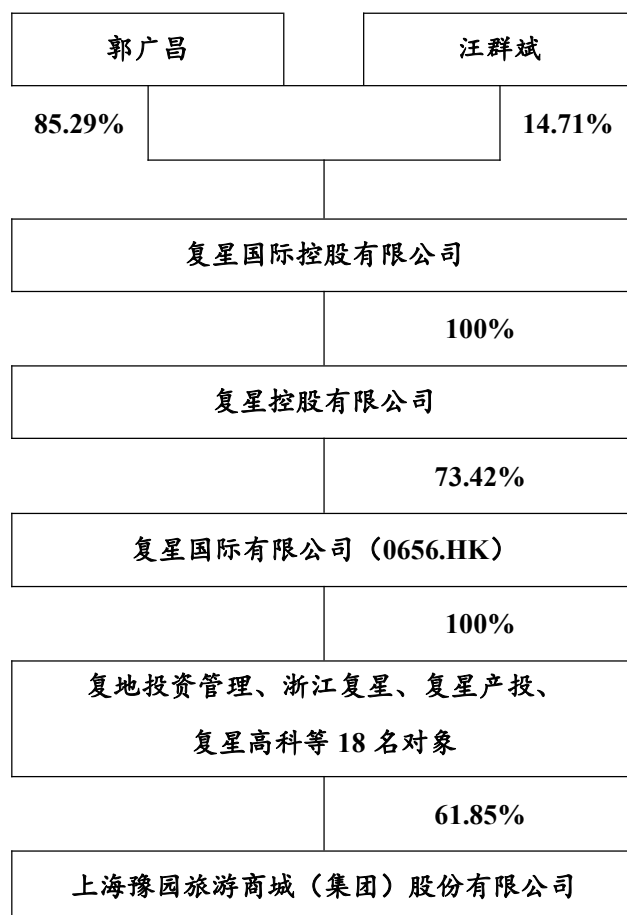 郭广昌
汪群斌
85.29%
14.71%
复星国际控股有限公司
100%
复星控股有限公司
73.42%
复星国际有限公司（0656.HK）
100%
复地投资管理、浙江复星、复星产投、
复星高科等 18 名对象
61.85%
上海豫园旅游商城（集团）股份有限公司